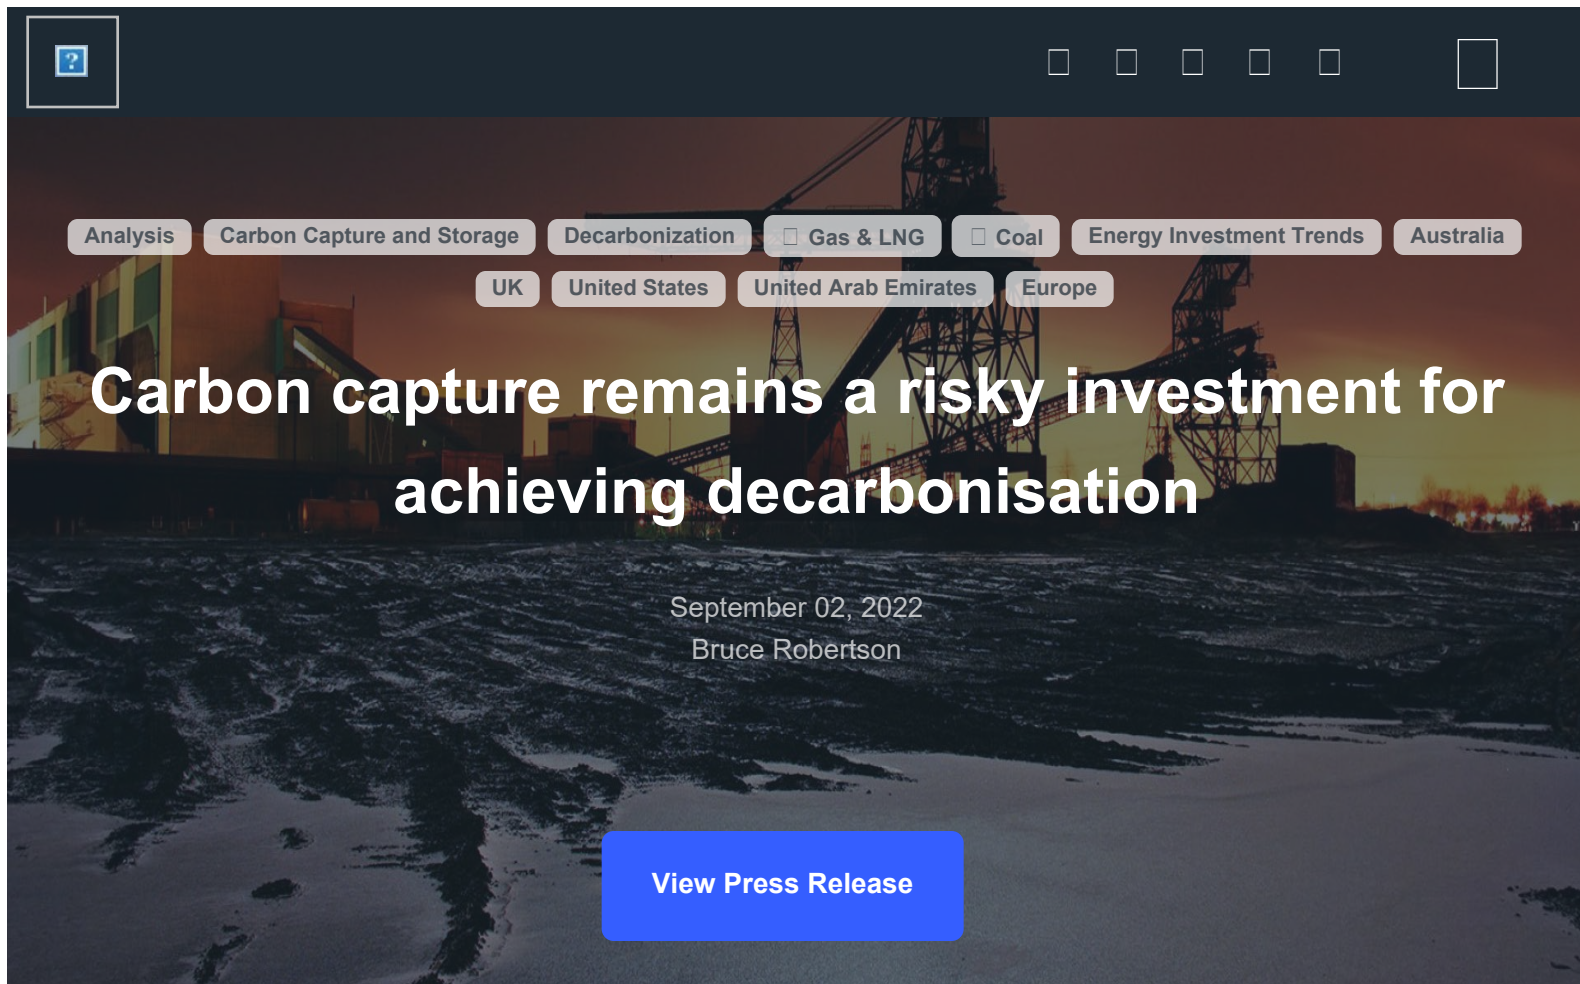 Analysis Carbon Capture and Storage Decarbonization Gas & LNG Coal Energy Investment Trends Australia
UK United States United Arab Emirates Europe
Carbon capture remains a risky investment for
achieving decarbonisation
September 02, 2022
Bruce Robertson
View Press Release